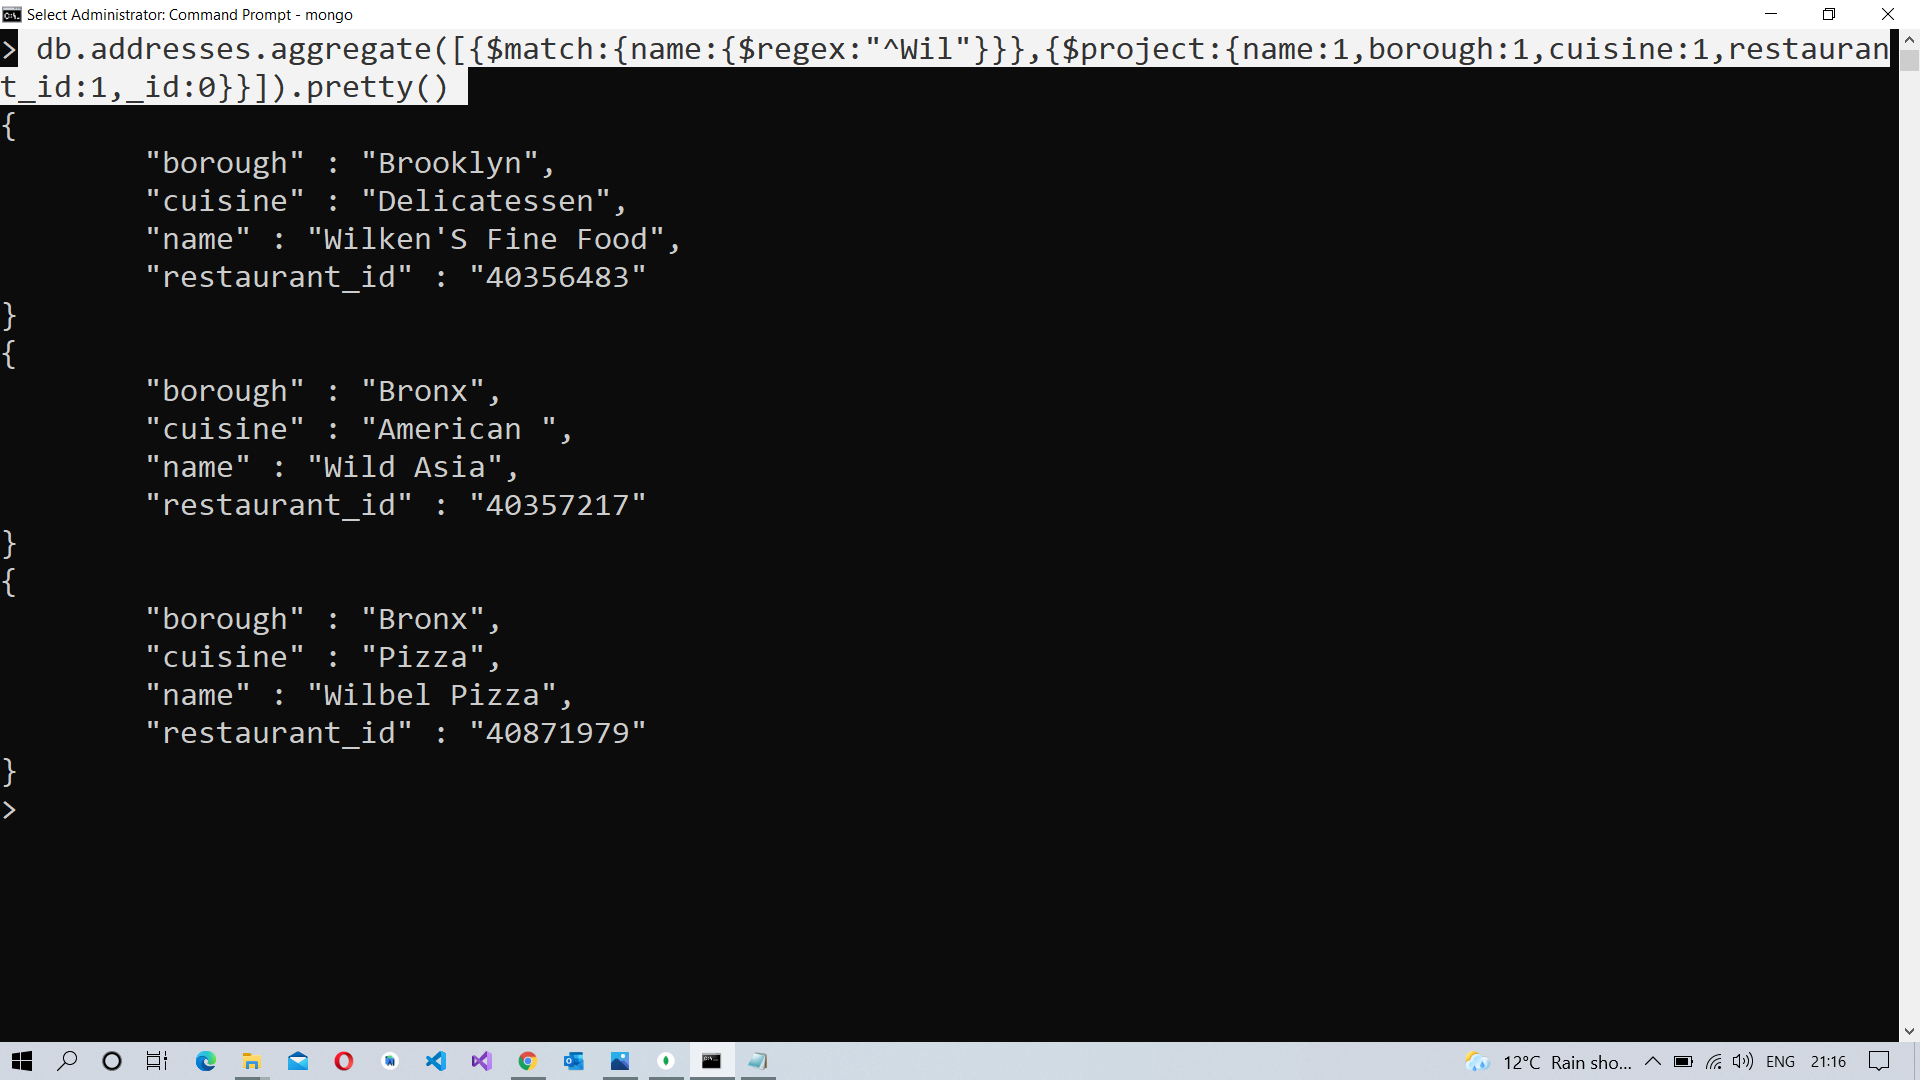 Select Administrator: Command Prompt - mongo
> db.addresses.aggregate([{$match:{name:{$regex:"^Wil"}}},{$project:{name:1,borough:1,cuisine:1,restauran
t_id:1,_id:0}}]).pretty()
{
"borough" : "Brooklyn",
"cuisine" : "Delicatessen",
"name" : "Wilken'S Fine Food",
"restaurant_id" : "40356483"
}
{
"borough" : "Bronx",
"cuisine" : "American ",
"name" : "Wild Asia",
"restaurant_id" : "40357217"
}
{
"borough" : "Bronx",
"cuisine" : "Pizza",
"name" : "Wilbel Pizza",
"restaurant_id" : "40871979"
}
>
12°C Rain sho... ENG 21:16